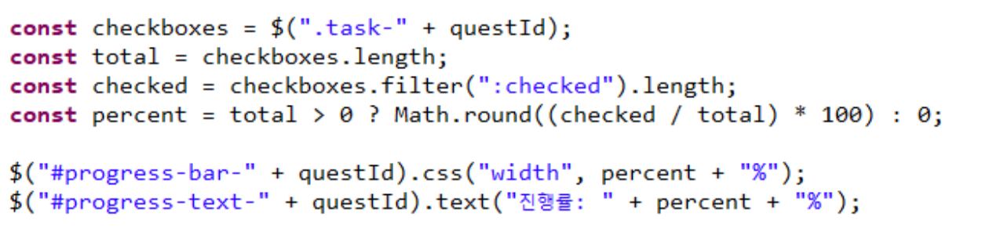 const checkboxes = $(".task-" + questId);
const total = checkboxes.length;
const checked = checkboxes.filter(":checked").length;
const percent = total > 0 ? Math.round((checked / total) * 100) : 0;
$("#progress-bar-" + questId).css("width", percent + "%");
$("#progress-text-" + questId).text("진행률: " + percent + "%");